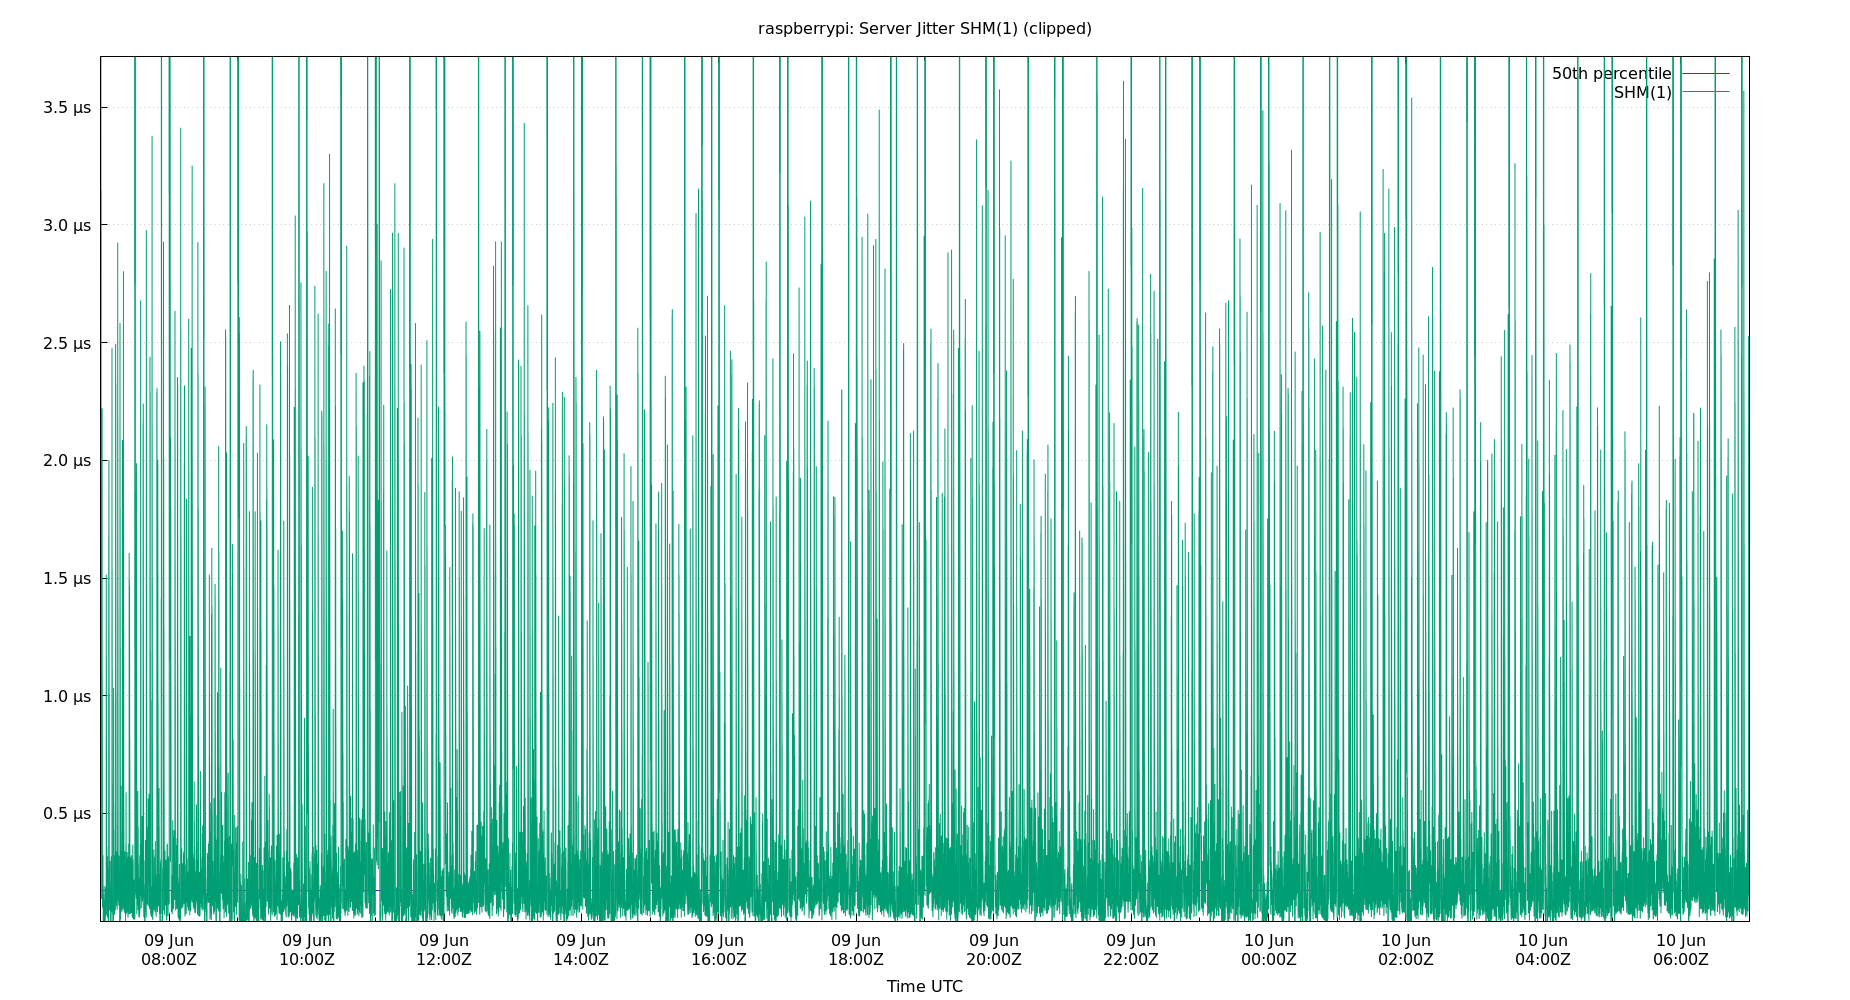 raspberrypi: Server Jitter SHM(1) (clipped)
50th percentile
SHM(1)
3.5 µs
3.0 µs
2.5 µs
2.0 µs
1.5 µs
1.0 µs
0.5 µs
09 Jun 09 Jun 09 Jun 09 Jun 09 Jun 09 Jun 09 Jun 09 Jun 10 Jun 10 Jun 10 Jun 10 Jun
08:00Z 10:00Z 12:00Z 14:00Z 16:00Z 18:00Z 20:00Z 22:00Z 00:00Z 02:00Z 04:00Z 06:00Z
Time UTC